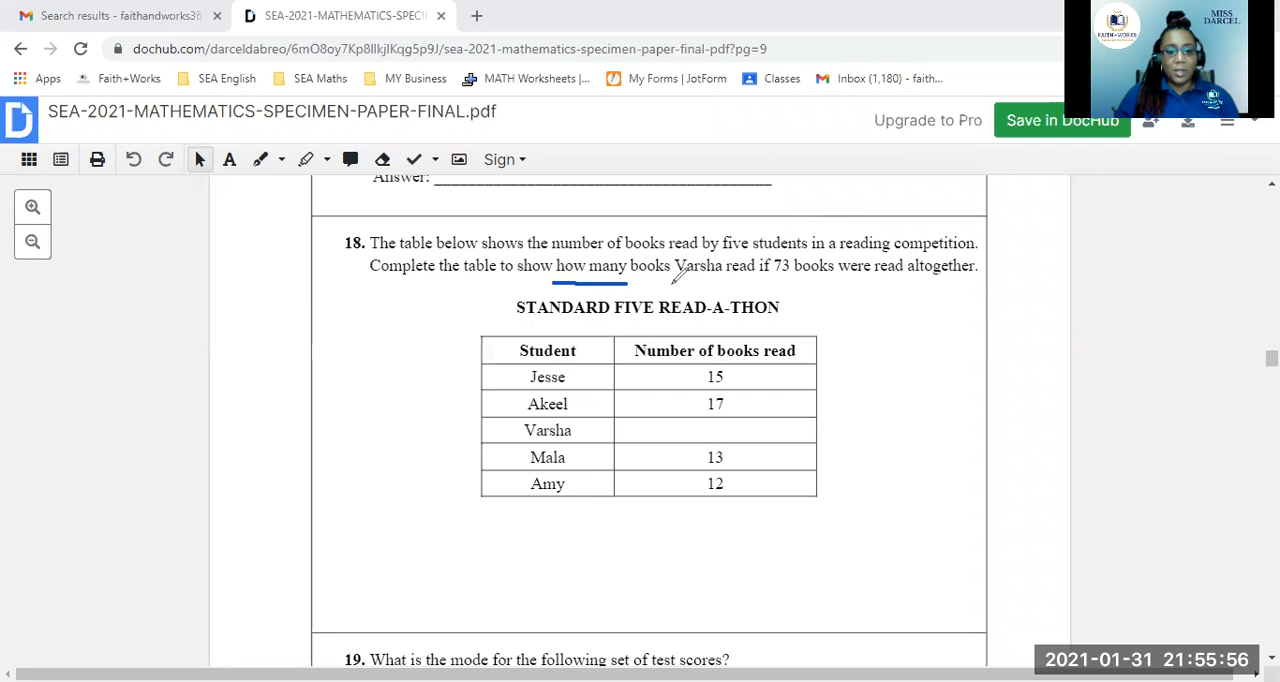 Search results - faithandworks36
SEA-2021-MATHEMATICS-SPECI
dochub.com/darceldabreo/6mO8oy7Kp8llkjlKqg5p9J/sea-2021-mathematics-specimen-paper-final-pdf?pg=9
Apps Faith+Works SEA English SEA Maths MY Business MATH Worksheets |... My Forms | JotForm Classes Inbox (1,180) - faith...
FAITH+WORKS
MISS
DARCEL
SEA-2021-MATHEMATICS-SPECIMEN-PAPER-FINAL.pdf
Upgrade to Pro Save in DocHub
Sign
Answer:
18. The table below shows the number of books read by five students in a reading competition.
Complete the table to show how many books Varsha read if 73 books were read altogether.
STANDARD FIVE READ-A-THON
Student Number of books read
Jesse 15
Akeel 17
Varsha
Mala 13
Amy 12
19. What is the mode for the following set of test scores?
2021-01-31 21:55:56